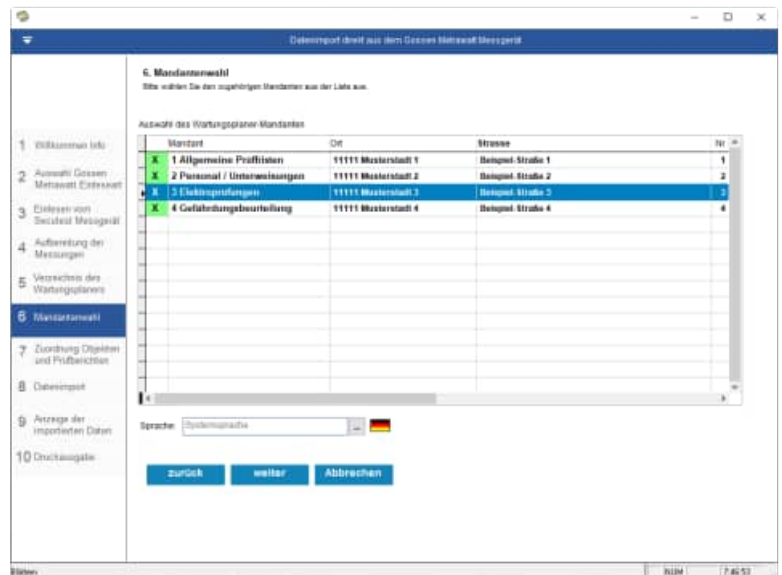 Datenimport direkt aus dem Gossen Metrawatt Messgerät
6. Mandantenwahl
Bitte wählen Sie den zugehörigen Mandanten aus der Liste aus.
Auswahl des Wartungsplaner-Mandanten
Mandant Ort Strasse Nr
X 1 Allgemeine Prüffristen 11111 Musterstadt 1 Beispiel-Straße 1 1
X 2 Personal / Unterweisungen 11111 Musterstadt 2 Beispiel-Straße 2 2
X 3 Elektroprüfungen 11111 Musterstadt 3 Beispiel-Straße 3 3
X 4 Gefährdungsbeurteilung 11111 Musterstadt 4 Beispiel-Straße 4 4
1 Willkommen Info
2 Auswahl Gossen
Metrawatt
3 Einlesen vom
Secutest Messgerät
4 Aufbereitung der
Messungen
5 Verzeichnis des
Wartungsplaners
6 Mandantenwahl
7 Zuordnung Objekten
und Prüfberichten
8 Datenimport
9 Anzeige der
importierten Daten
10 Druckausgabe
Sprache: Systemsprache ...
zurück weiter Abbrechen
NUM 7:46:53